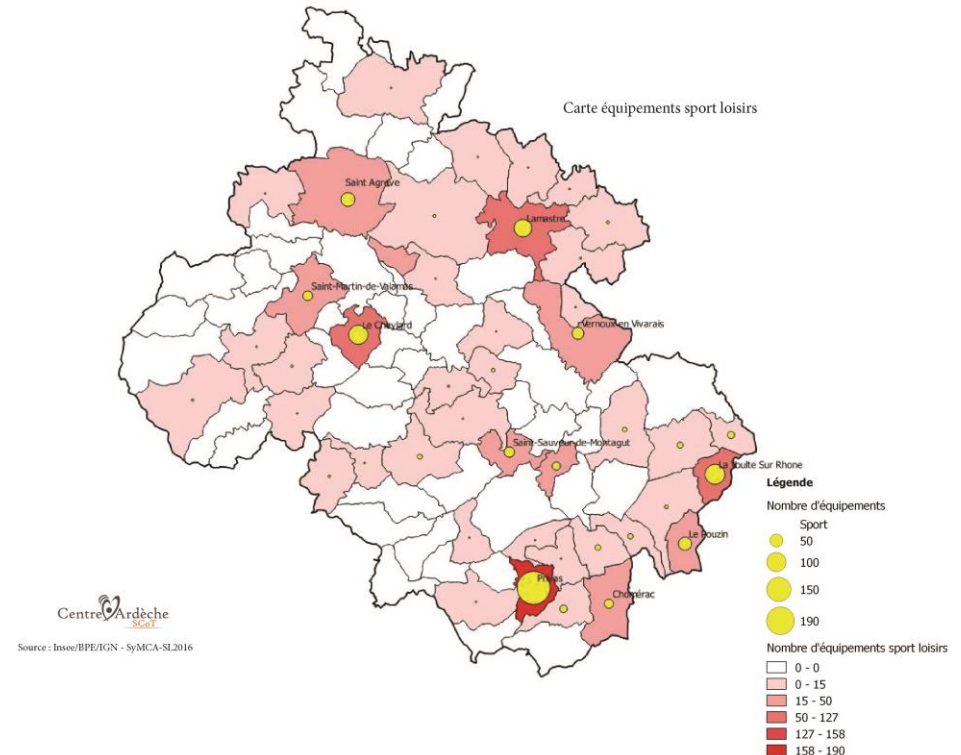 Carte équipements sport loisirs
Saint Agrève
Lamastre
Saint-Martin-de-Valamas
Le Cheylard
Vernoux en Vivarais
Saint-Sauveur-de-Montagut
La Voulte Sur Rhone
Le Pouzin
Privas
Chomérac
Légende
Nombre d'équipements
Sport
50
100
150
190
Nombre d'équipements sport loisirs
0 - 0
0 - 15
15 - 50
50 - 127
127 - 158
158 - 190
Centre Ardèche
SCoT
Source : Insee/BPE/IGN - SyMCA-SL2016